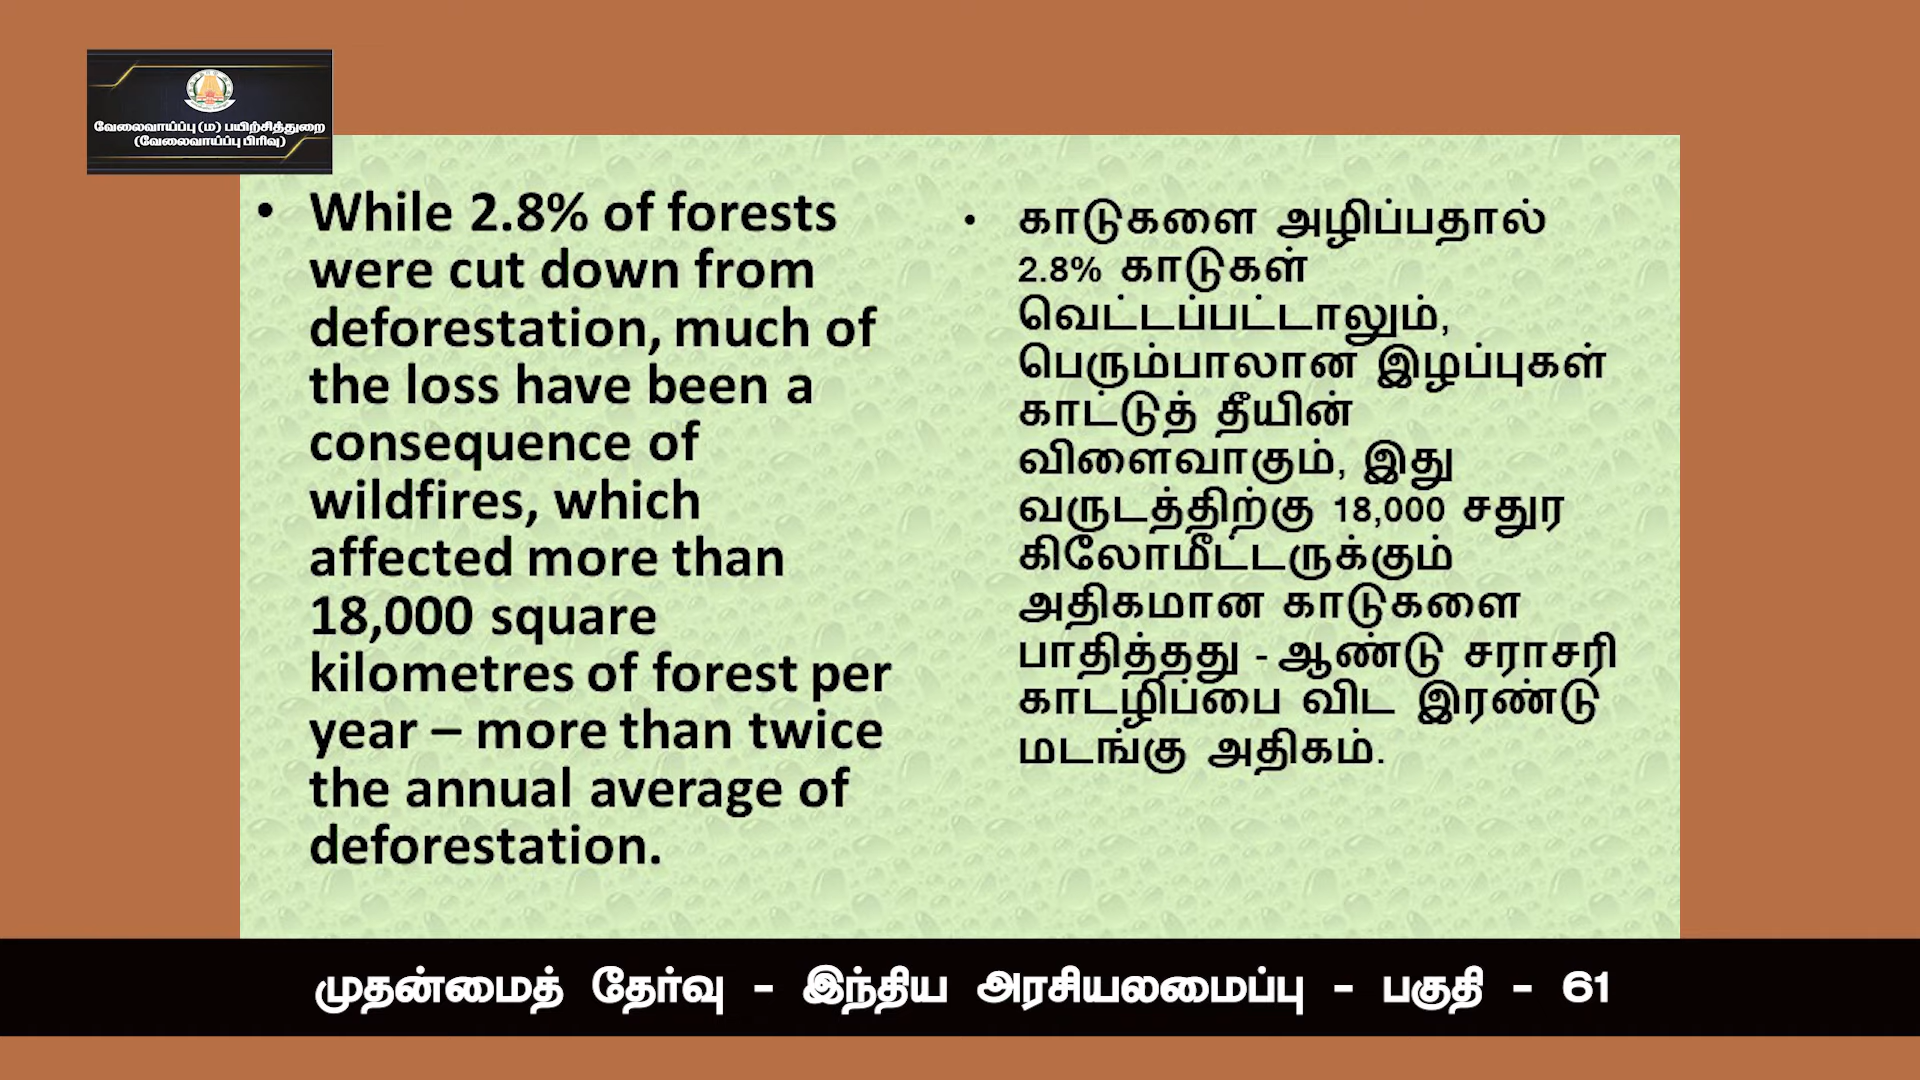 வேலைவாய்ப்பு (ம) பயிற்சித்துறை
(வேலைவாய்ப்பு பிரிவு)
• While 2.8% of forests
were cut down from
deforestation, much of
the loss have been a
consequence of
wildfires, which
affected more than
18,000 square
kilometres of forest per
year – more than twice
the annual average of
deforestation.
• காடுகளை அழிப்பதால்
2.8% காடுகள்
வெட்டப்பட்டாலும்,
பெரும்பாலான இழப்புகள்
காட்டுத் தீயின்
விளைவாகும், இது
வருடத்திற்கு 18,000 சதுர
கிலோமீட்டருக்கும்
அதிகமான காடுகளை
பாதித்தது - ஆண்டு சராசரி
காடழிப்பை விட இரண்டு
மடங்கு அதிகம்.
முதன்மைத் தேர்வு - இந்திய அரசியலமைப்பு - பகுதி - 61